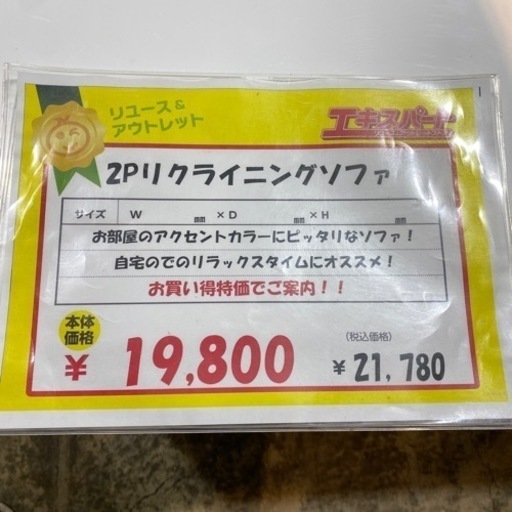 リユース&
アウトレット
エキスパート
2Pリクライニングソファ
サイズ W ㎜ ×D ㎜ ×H ㎜
お部屋のアクセントカラーにピッタリなソファ！
自宅のでのリラックスタイムにオススメ！
お買い得特価でご案内！！
本体
価格
¥ 19,800
(税込価格)
¥ 21,780